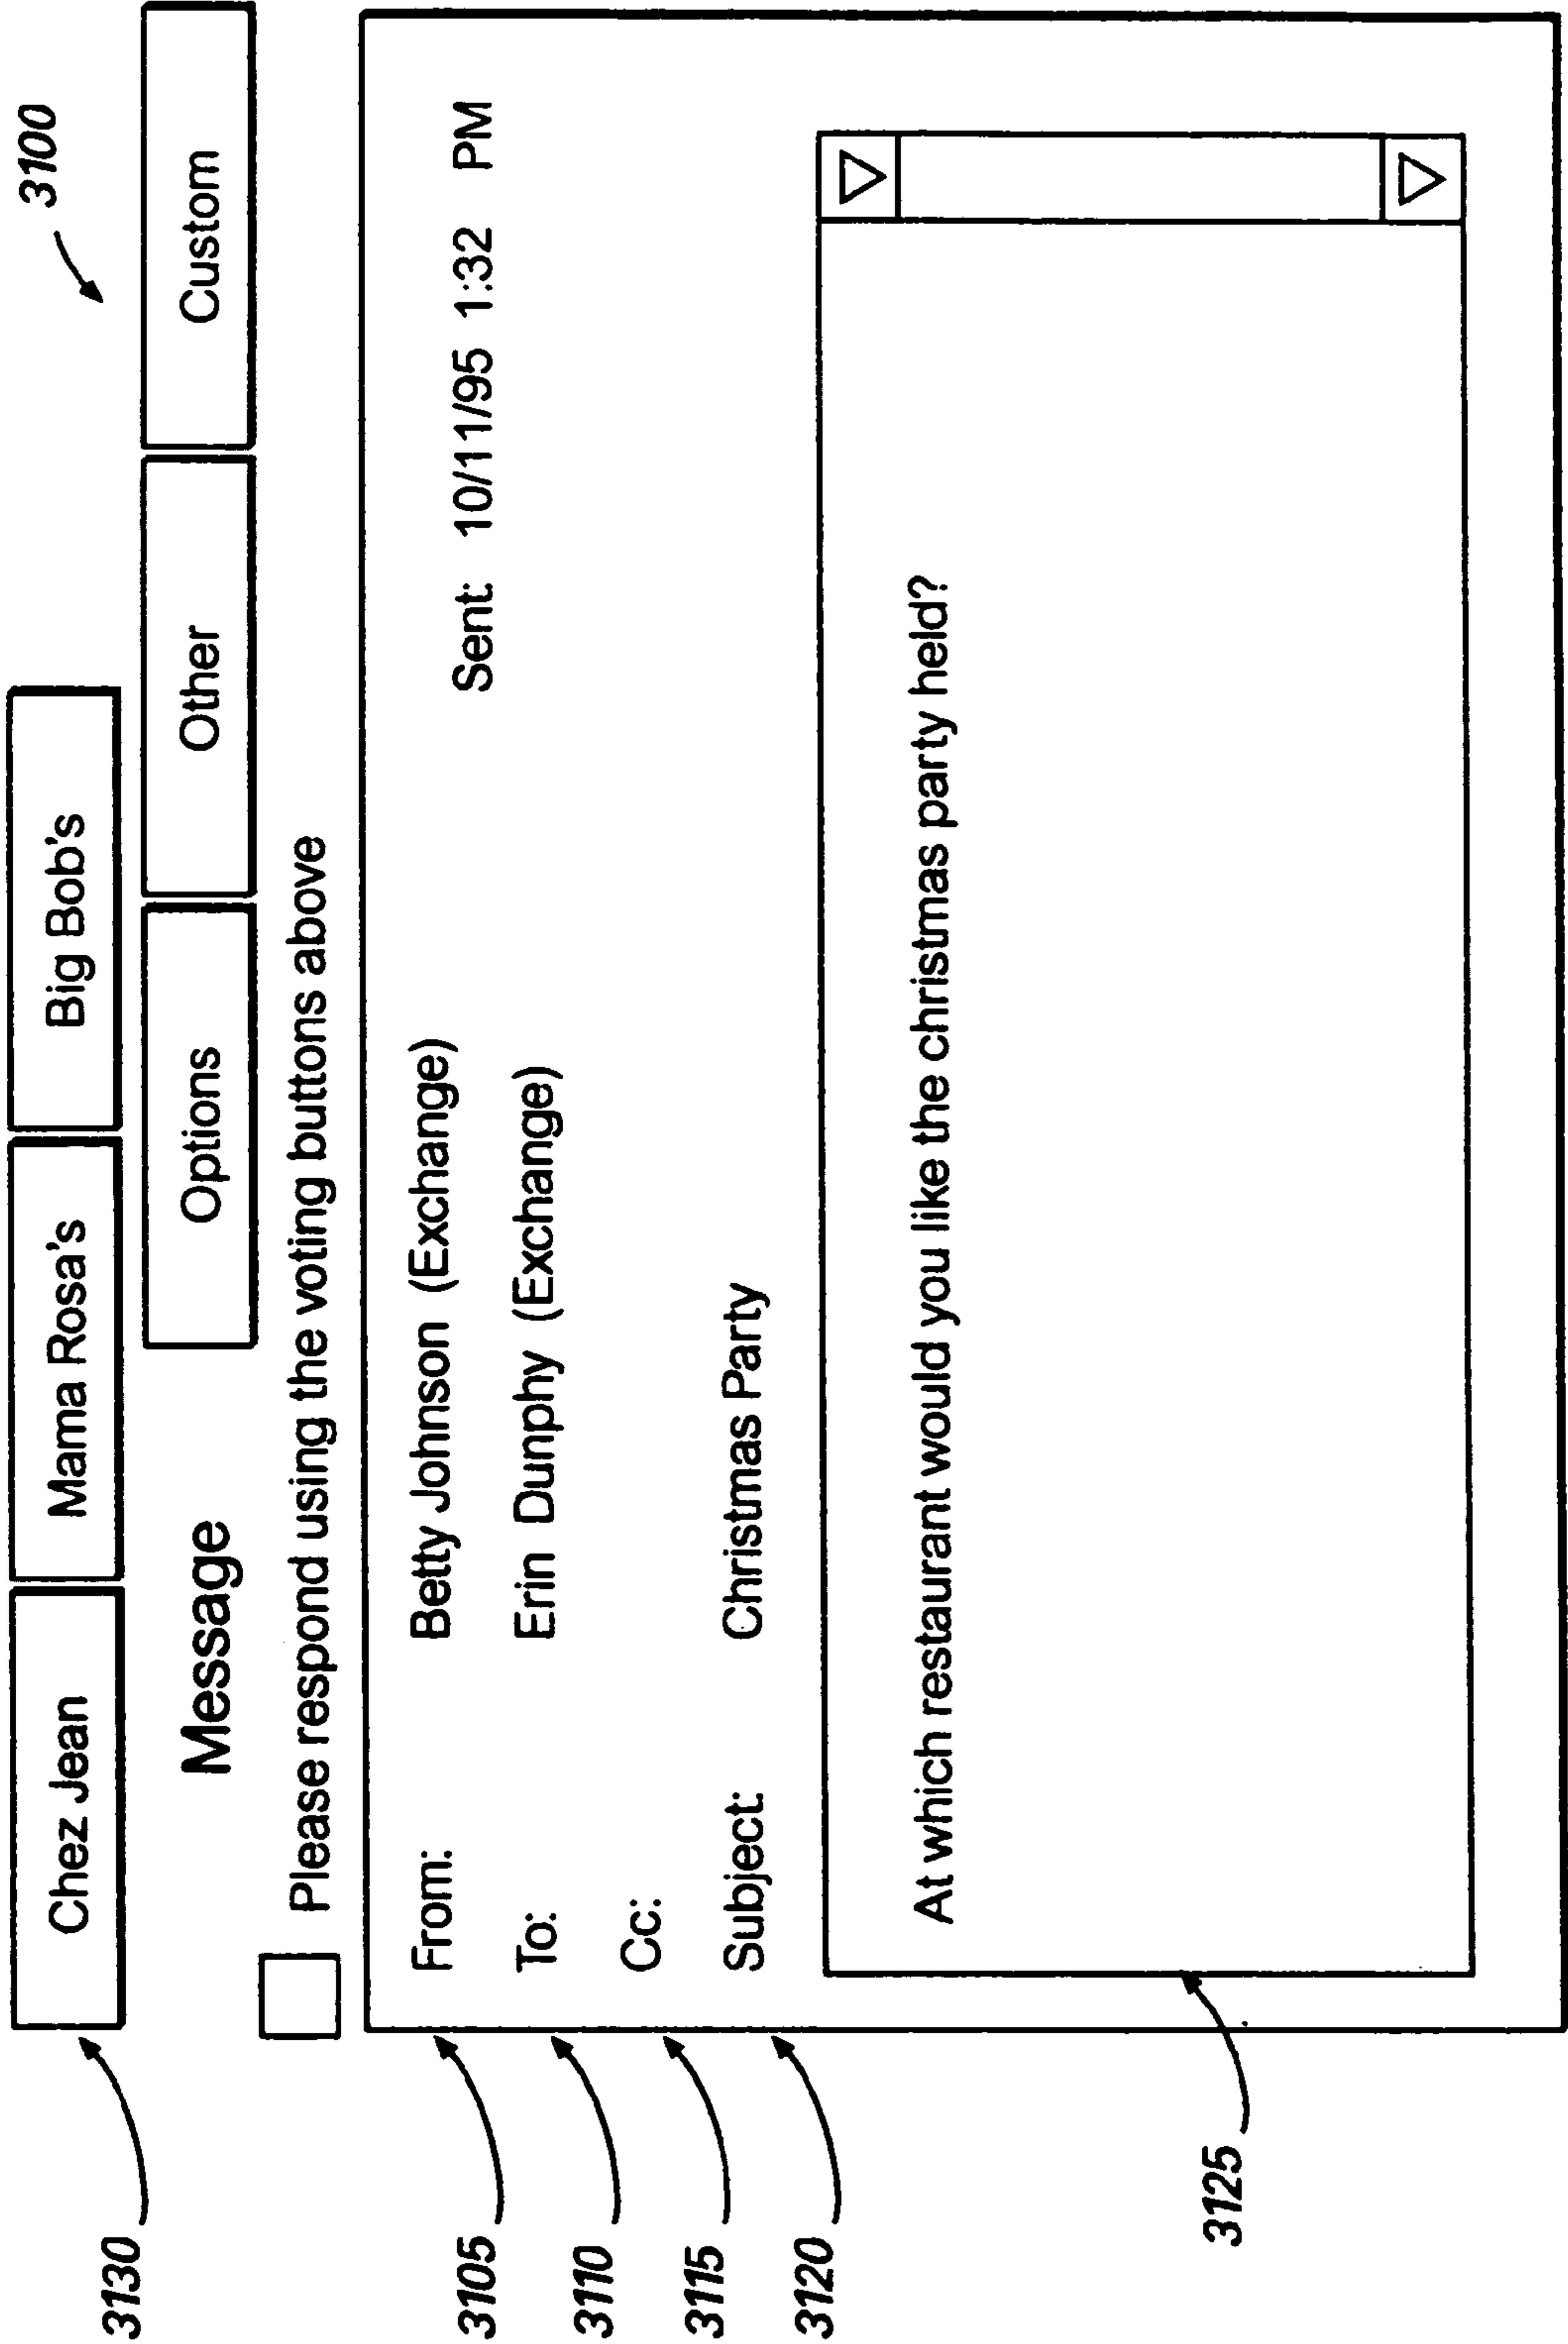 3100
3130 Chez Jean Mama Rosa's Big Bob's
Message Options Other Custom
Please respond using the voting buttons above
3105 From: Betty Johnson (Exchange) Sent: 10/11/95 1:32 PM
3110 To: Erin Dunphy (Exchange)
3115 Cc:
3120 Subject: Christmas Party
At which restaurant would you like the christmas party held?
3125